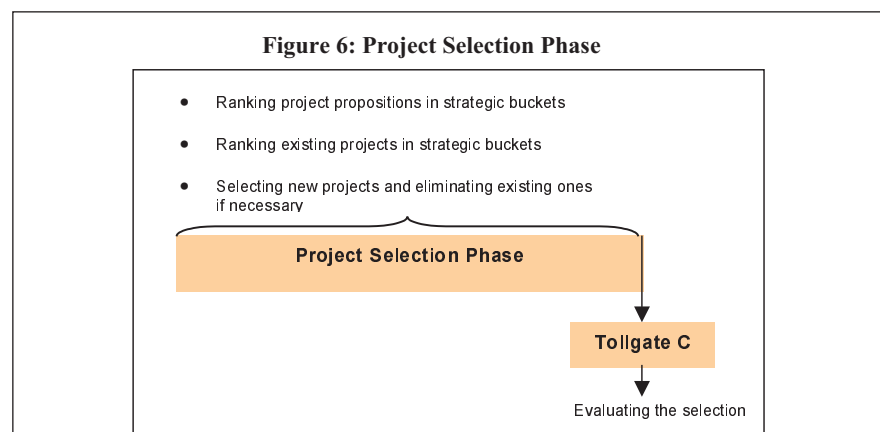 Figure 6: Project Selection Phase
● Ranking project propositions in strategic buckets
● Ranking existing projects in strategic buckets
● Selecting new projects and eliminating existing ones
if necessary
Project Selection Phase
Tollgate C
Evaluating the selection